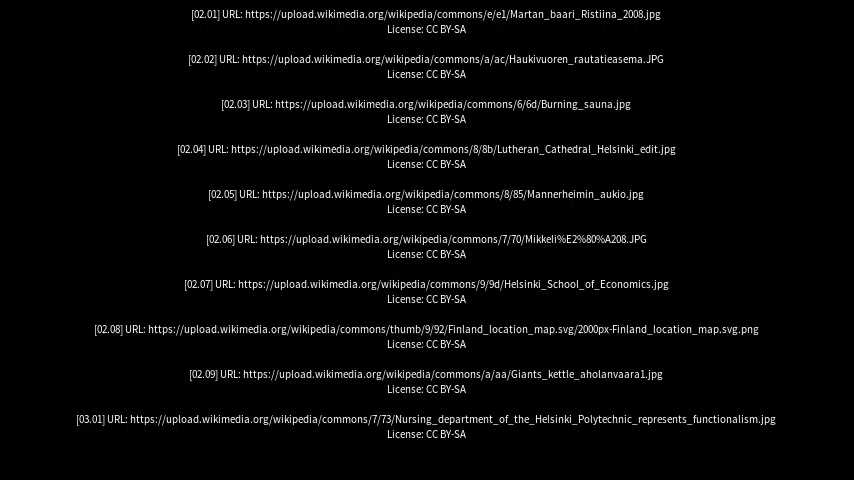 [02.01] URL: https://upload.wikimedia.org/wikipedia/commons/e/e1/Martan_baari_Ristiina_2008.jpg
License: CC BY-SA
[02.02] URL: https://upload.wikimedia.org/wikipedia/commons/a/ac/Haukivuoren_rautatieasema.JPG
License: CC BY-SA
[02.03] URL: https://upload.wikimedia.org/wikipedia/commons/6/6d/Burning_sauna.jpg
License: CC BY-SA
[02.04] URL: https://upload.wikimedia.org/wikipedia/commons/8/8b/Lutheran_Cathedral_Helsinki_edit.jpg
License: CC BY-SA
[02.05] URL: https://upload.wikimedia.org/wikipedia/commons/8/85/Mannerheimin_aukio.jpg
License: CC BY-SA
[02.06] URL: https://upload.wikimedia.org/wikipedia/commons/7/70/Mikkeli%E2%80%A208.JPG
License: CC BY-SA
[02.07] URL: https://upload.wikimedia.org/wikipedia/commons/9/9d/Helsinki_School_of_Economics.jpg
License: CC BY-SA
[02.08] URL: https://upload.wikimedia.org/wikipedia/commons/thumb/9/92/Finland_location_map.svg/2000px-Finland_location_map.svg.png
License: CC BY-SA
[02.09] URL: https://upload.wikimedia.org/wikipedia/commons/a/aa/Giants_kettle_aholanvaara1.jpg
License: CC BY-SA
[03.01] URL: https://upload.wikimedia.org/wikipedia/commons/7/73/Nursing_department_of_the_Helsinki_Polytechnic_represents_functionalism.jpg
License: CC BY-SA